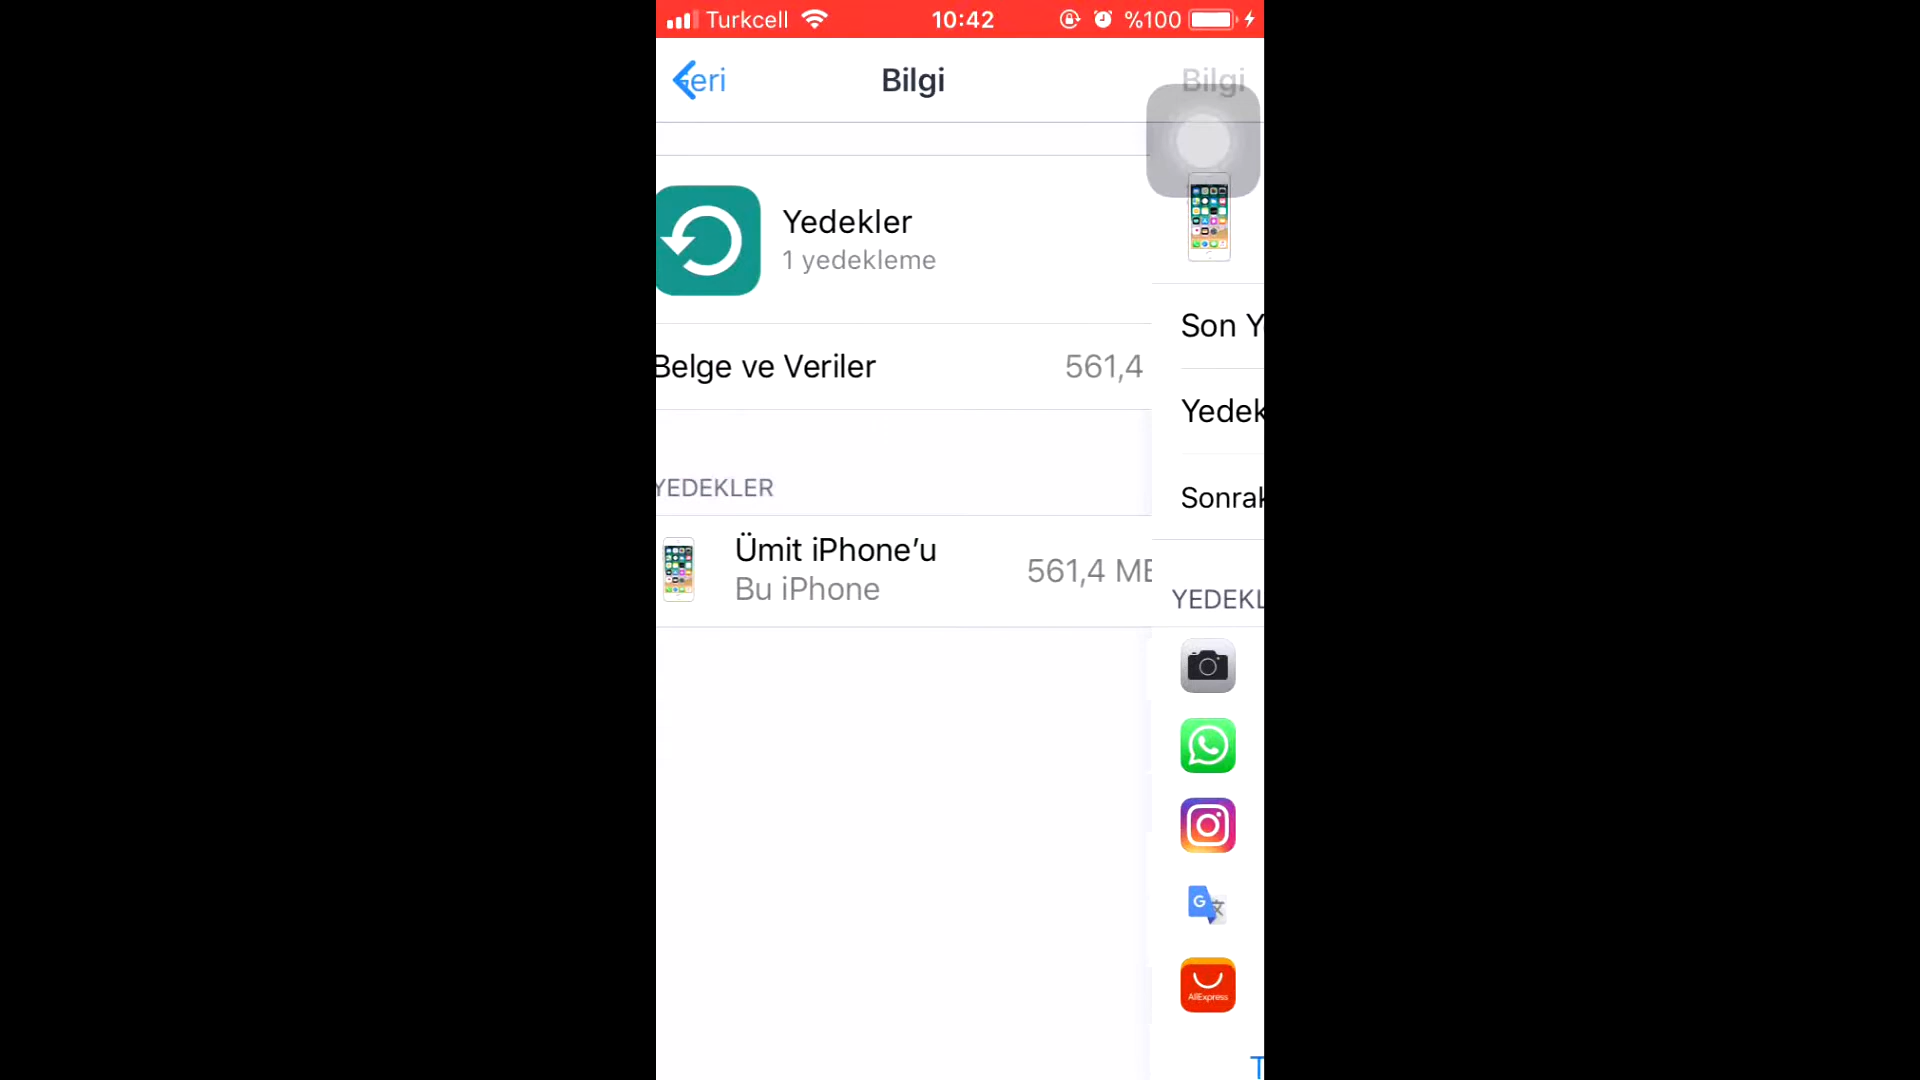 Turkcell 10:42 %100
Geri Bilgi Bilgi
Yedekler
1 yedekleme
Belge ve Veriler 561,4
YEDEKLER
Ümit iPhone’u 561,4 MB
Bu iPhone
Son Y
Yedek
Sonrak
YEDEKL
AliExpress
T